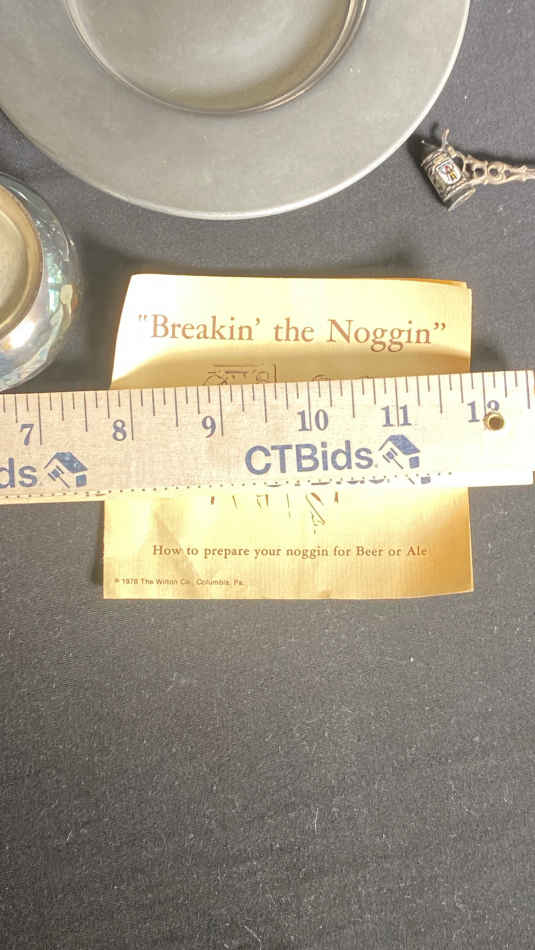 "Breakin' the Noggin"
7 8 9 10 11 12
ds CTBids
How to prepare your noggin for Beer or Ale
© 1978 The Wilton Co., Columbia, Pa.